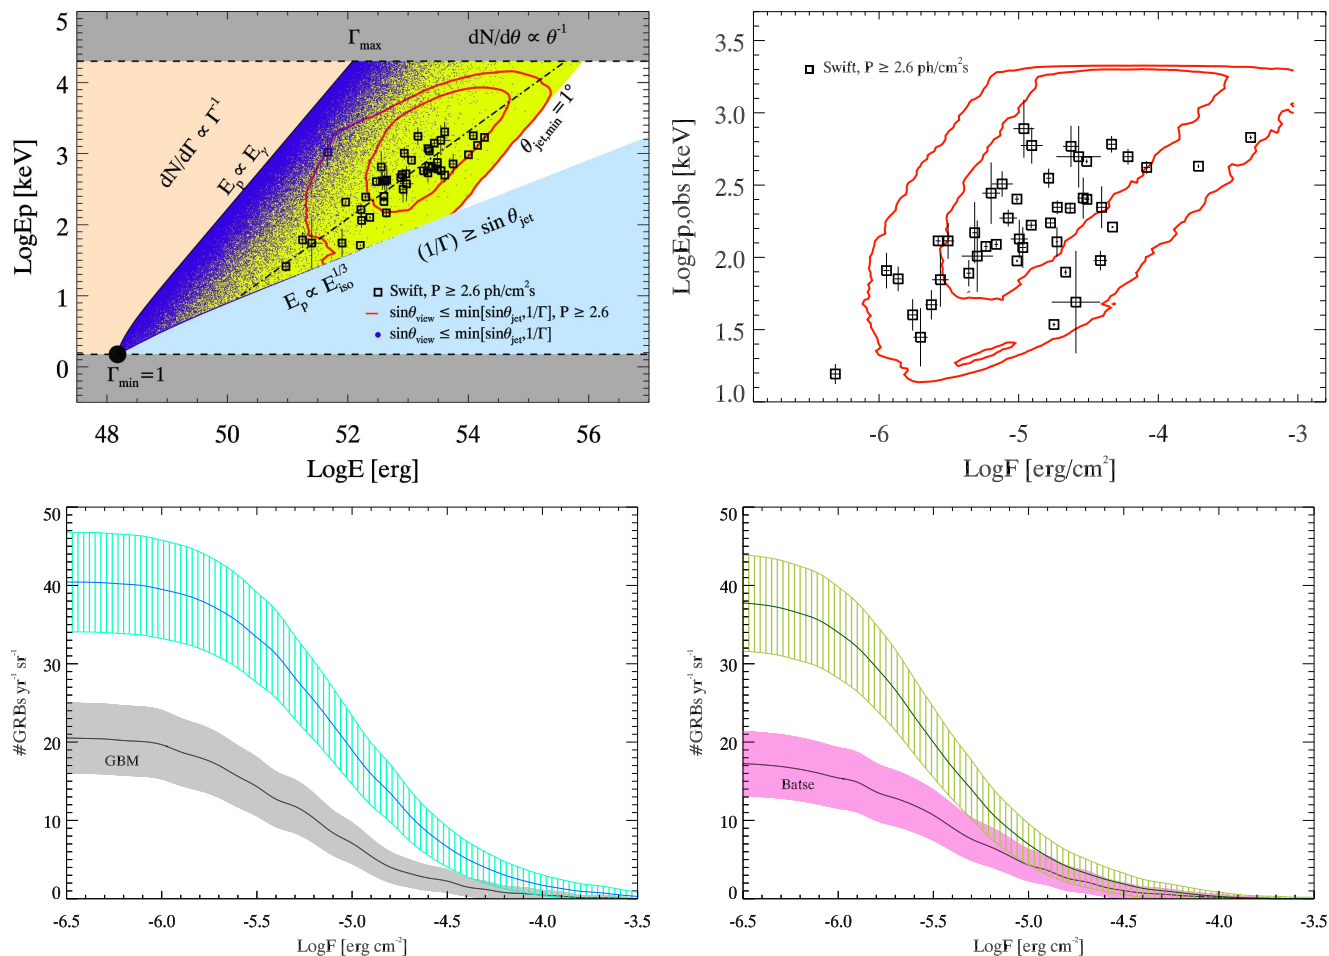 Γmax
dN/dθ ∝ θ⁻¹
dN/dΓ ∝ Γ⁻¹
Ep ∝ Eγ
θjet,min = 1°
(1/Γ) ≥ sin θjet
Ep ∝ Eiso^1/3
Swift, P ≥ 2.6 ph/cm²s
sinθview ≤ min[sinθjet,1/Γ], P ≥ 2.6
sinθview ≤ min[sinθjet,1/Γ]
Γmin=1
5
4
3
2
1
0
LogEp [keV]
48 50 52 54 56
LogE [erg]
Swift, P ≥ 2.6 ph/cm²s
3.5
3.0
2.5
2.0
1.5
1.0
LogEp,obs [keV]
-6 -5 -4 -3
LogF [erg/cm²]
50
40
30
20
10
0
#GRBs yr⁻¹ sr⁻¹
GBM
-6.5 -6.0 -5.5 -5.0 -4.5 -4.0 -3.5
LogF [erg cm⁻²]
50
40
30
20
10
0
#GRBs yr⁻¹ sr⁻¹
Batse
-6.5 -6.0 -5.5 -5.0 -4.5 -4.0 -3.5
LogF [erg cm⁻²]